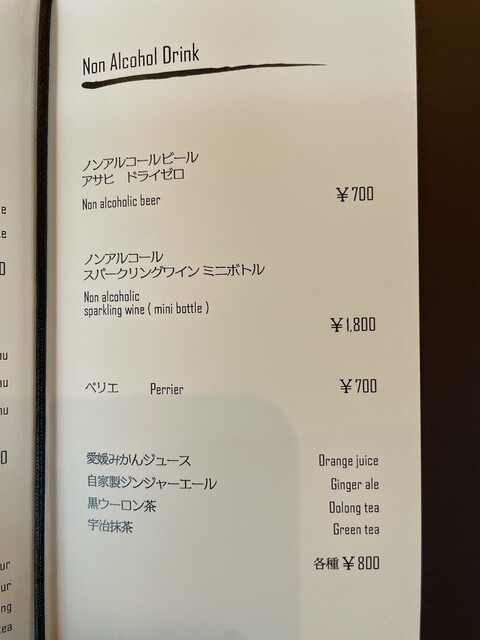 Non Alcohol Drink
ノンアルコールビール
アサヒ　ドライゼロ
Non alcoholic beer ￥700
ノンアルコール
スパークリングワイン ミニボトル
Non alcoholic
sparkling wine ( mini bottle )
￥1,800
ペリエ Perrier ￥700
愛媛みかんジュース Orange juice
自家製ジンジャーエール Ginger ale
黒ウーロン茶 Oolong tea
宇治抹茶 Green tea
各種 ￥800